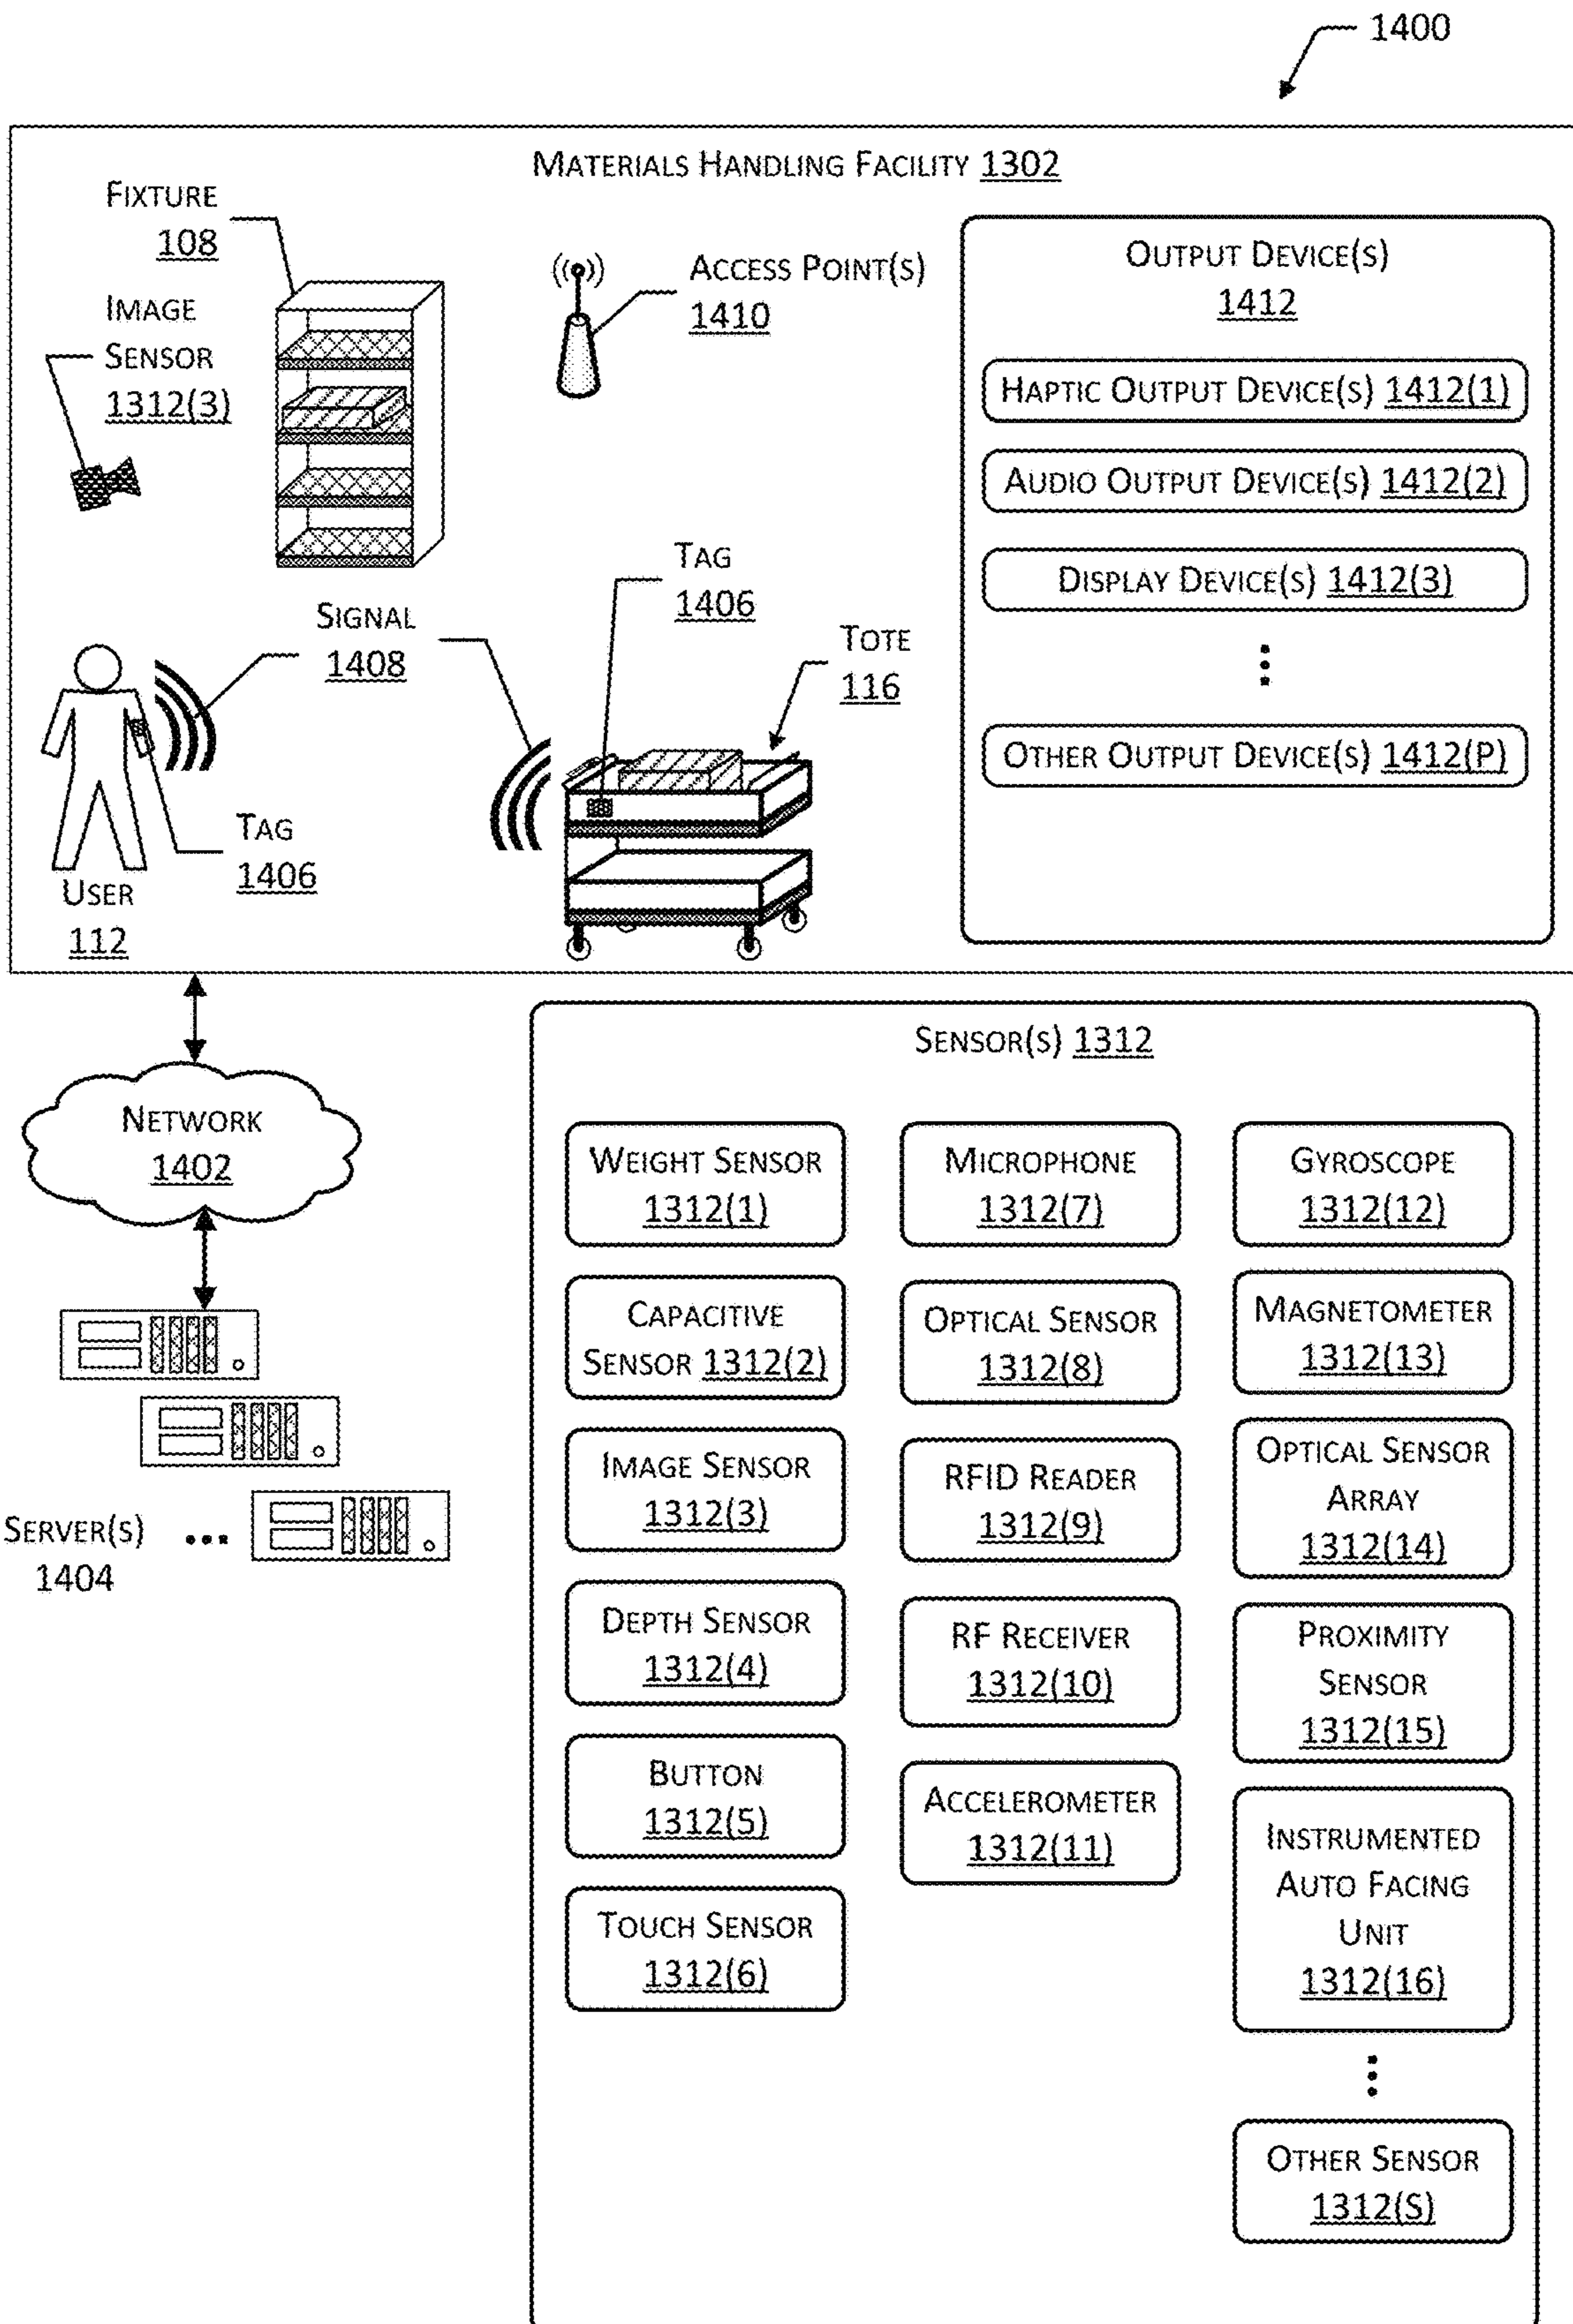 1400
MATERIALS HANDLING FACILITY 1302
FIXTURE
108
IMAGE
SENSOR
1312(3)
ACCESS POINT(S)
1410
OUTPUT DEVICE(S)
1412
HAPTIC OUTPUT DEVICE(S) 1412(1)
AUDIO OUTPUT DEVICE(S) 1412(2)
DISPLAY DEVICE(S) 1412(3)
OTHER OUTPUT DEVICE(S) 1412(P)
TAG
1406
SIGNAL
1408
TOTE
116
TAG
1406
USER
112
NETWORK
1402
SERVER(S)
1404
SENSOR(S) 1312
WEIGHT SENSOR
1312(1)
CAPACITIVE
SENSOR 1312(2)
IMAGE SENSOR
1312(3)
DEPTH SENSOR
1312(4)
BUTTON
1312(5)
TOUCH SENSOR
1312(6)
MICROPHONE
1312(7)
OPTICAL SENSOR
1312(8)
RFID READER
1312(9)
RF RECEIVER
1312(10)
ACCELEROMETER
1312(11)
GYROSCOPE
1312(12)
MAGNETOMETER
1312(13)
OPTICAL SENSOR
ARRAY
1312(14)
PROXIMITY
SENSOR
1312(15)
INSTRUMENTED
AUTO FACING
UNIT
1312(16)
OTHER SENSOR
1312(S)